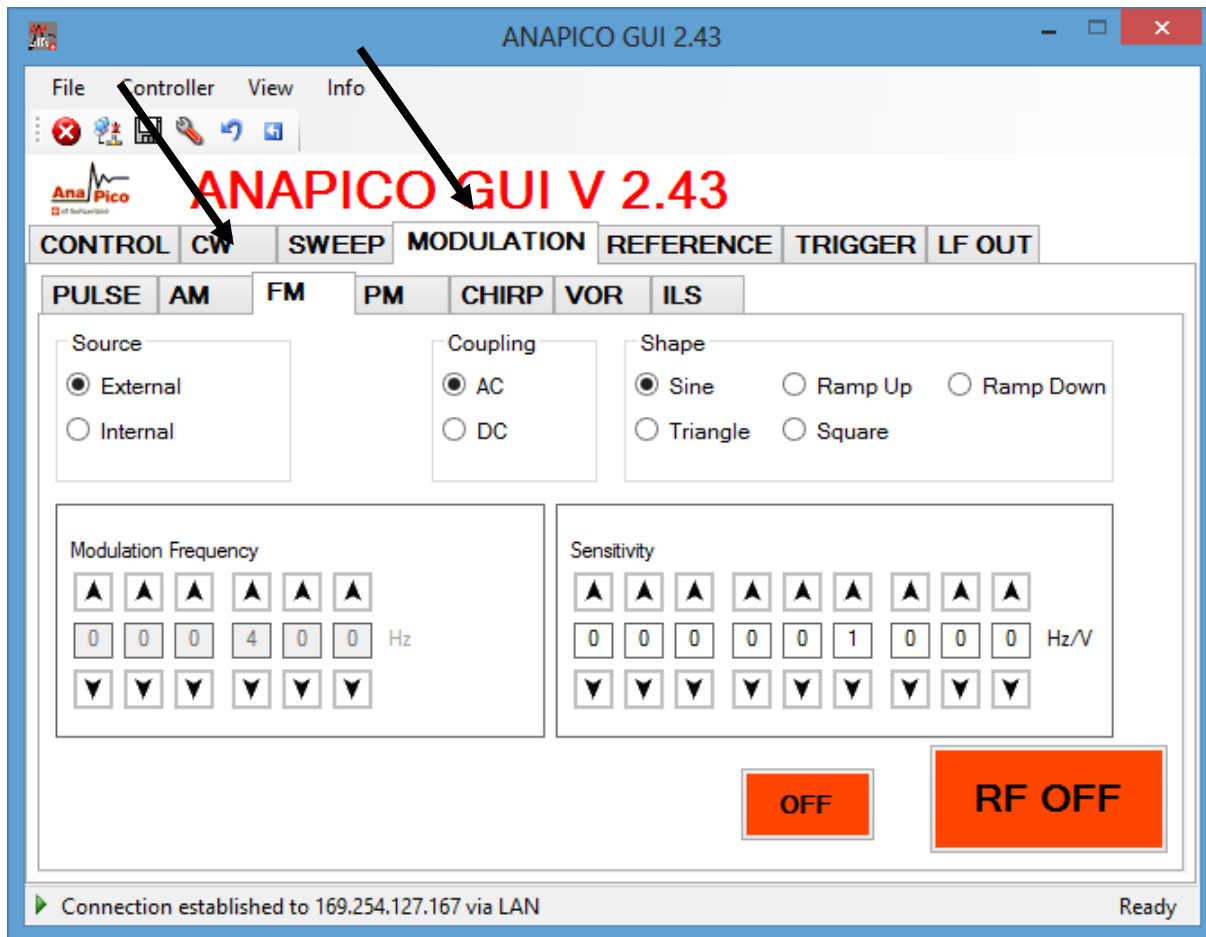 ANAPICO GUI 2.43
File Controller View Info
Ana Pico
ANAPICO GUI V 2.43
CONTROL CW SWEEP MODULATION REFERENCE TRIGGER LF OUT
PULSE AM FM PM CHIRP VOR ILS
Source Coupling Shape
External AC Sine Ramp Up Ramp Down
Internal DC Triangle Square
Modulation Frequency Sensitivity
0 0 0 4 0 0 Hz 0 0 0 0 0 1 0 0 0 Hz/V
OFF RF OFF
Connection established to 169.254.127.167 via LAN Ready